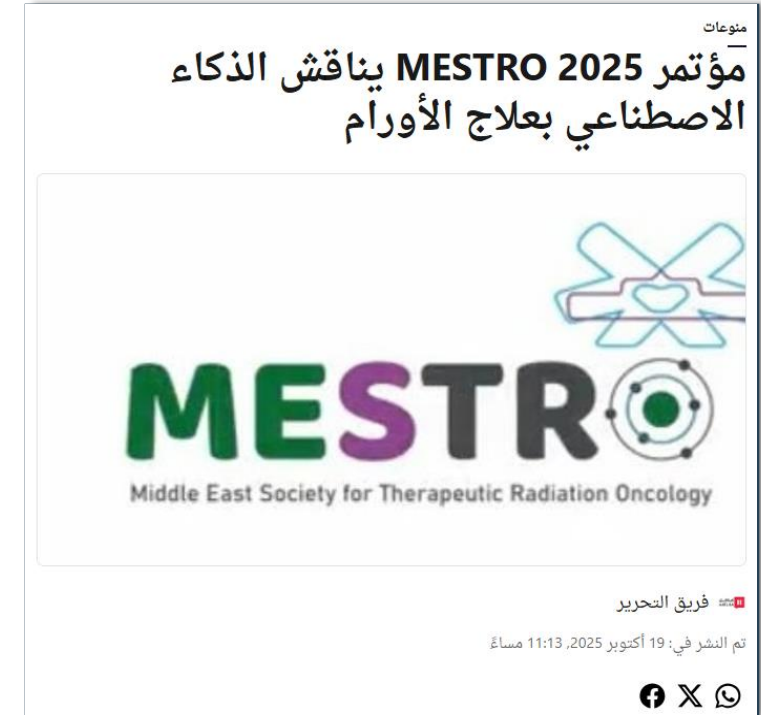 منوعات
مؤتمر MESTRO 2025 يناقش الذكاء
الاصطناعي بعلاج الأورام
MESTRO
Middle East Society for Therapeutic Radiation Oncology
فريق التحرير
تم النشر في: 19 أكتوبر 2025, 11:13 مساءً